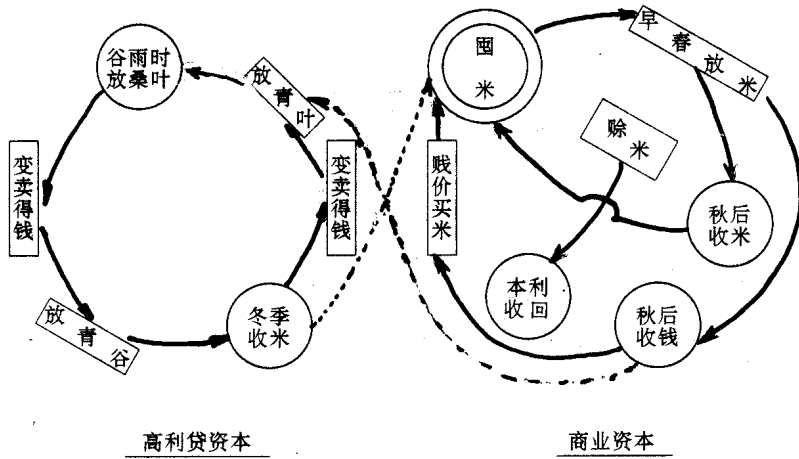 谷雨时
放桑叶
放青叶
变卖得钱
变卖得钱
放青谷
冬季
收米
囤米
早春放米
赊米
贱价买米
秋后
收米
本利
收回
秋后
收钱
高利贷资本
商业资本